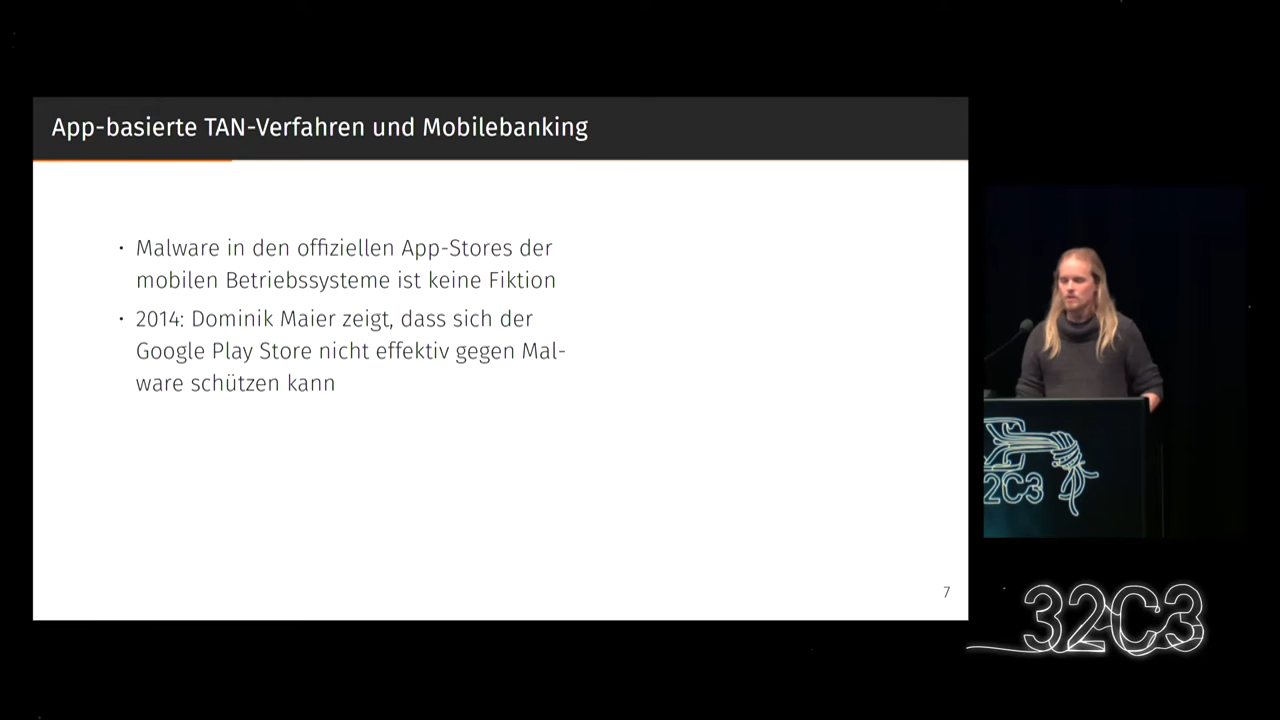 App-basierte TAN-Verfahren und Mobilebanking
• Malware in den offiziellen App-Stores der
mobilen Betriebssysteme ist keine Fiktion
• 2014: Dominik Maier zeigt, dass sich der
Google Play Store nicht effektiv gegen Mal-
ware schützen kann
7
2C3
32C3